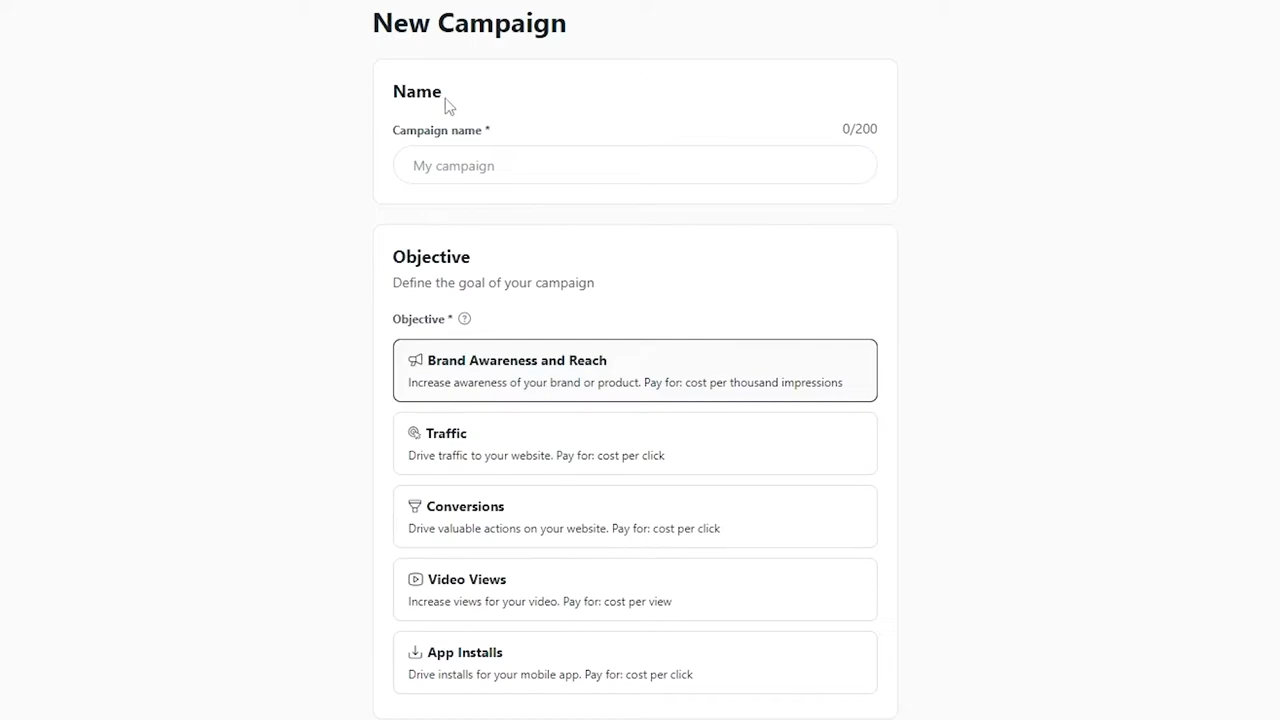 New Campaign
Name
Campaign name *
0/200
My campaign
Objective
Define the goal of your campaign
Objective * ?
Brand Awareness and Reach
Increase awareness of your brand or product. Pay for: cost per thousand impressions
Traffic
Drive traffic to your website. Pay for: cost per click
Conversions
Drive valuable actions on your website. Pay for: cost per click
Video Views
Increase views for your video. Pay for: cost per view
App Installs
Drive installs for your mobile app. Pay for: cost per click